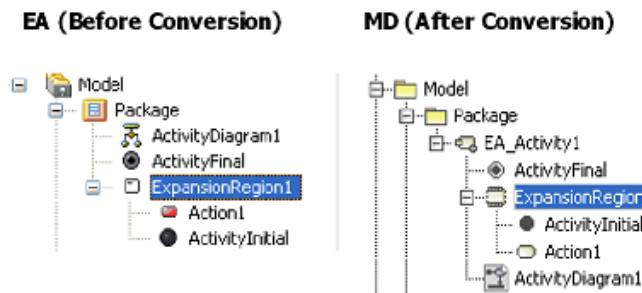 EA (Before Conversion)
Model
Package
ActivityDiagram1
ActivityFinal
ExpansionRegion1
Action1
ActivityInitial
MD (After Conversion)
Model
Package
EA_Activity1
ActivityFinal
ExpansionRegion
ActivityInitial
Action1
ActivityDiagram1